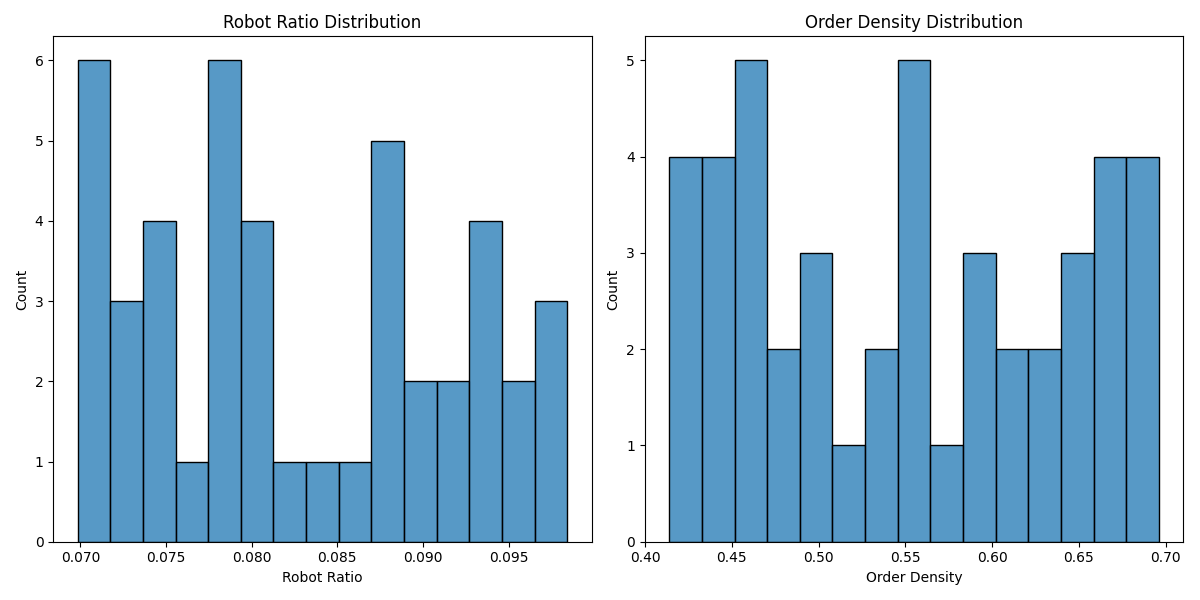 Robot Ratio Distribution
6
5
4
3
2
1
0
Count
0.070 0.075 0.080 0.085 0.090 0.095
Robot Ratio
Order Density Distribution
5
4
3
2
1
0
Count
0.40 0.45 0.50 0.55 0.60 0.65 0.70
Order Density